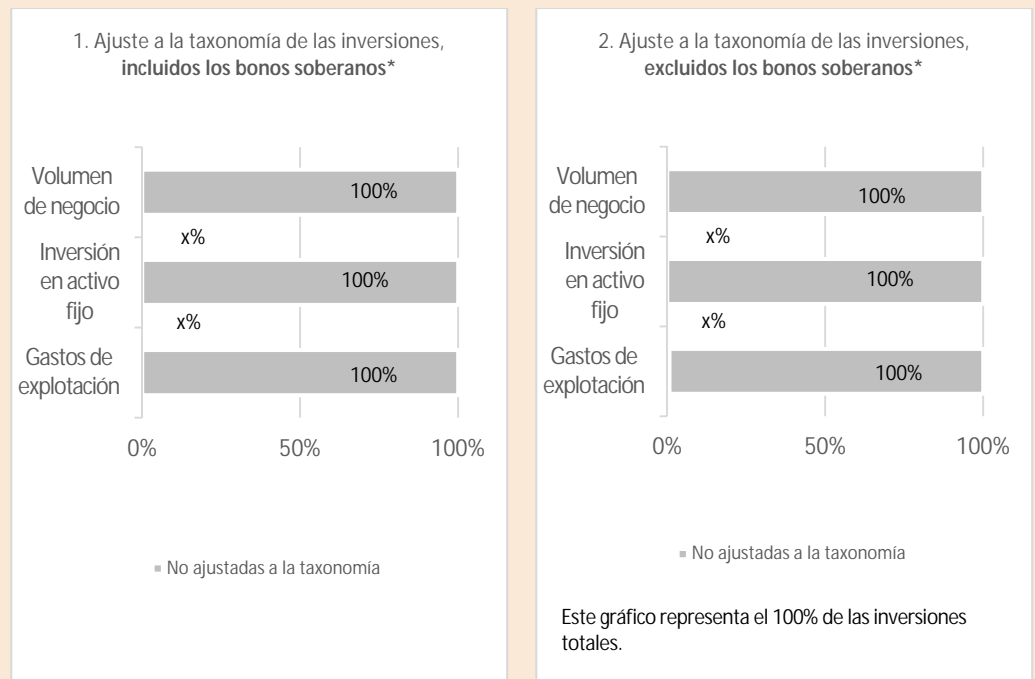 1. Ajuste a la taxonomía de las inversiones,
incluidos los bonos soberanos*
Volumen
de negocio
100%
x%
Inversión
en activo
fijo
100%
x%
Gastos de
explotación
100%
0%
50%
100%
No ajustadas a la taxonomía
2. Ajuste a la taxonomía de las inversiones,
excluidos los bonos soberanos*
Volumen
de negocio
100%
x%
Inversión
en activo
fijo
100%
x%
Gastos de
explotación
100%
0%
50%
100%
No ajustadas a la taxonomía
Este gráfico representa el 100% de las inversiones
totales.